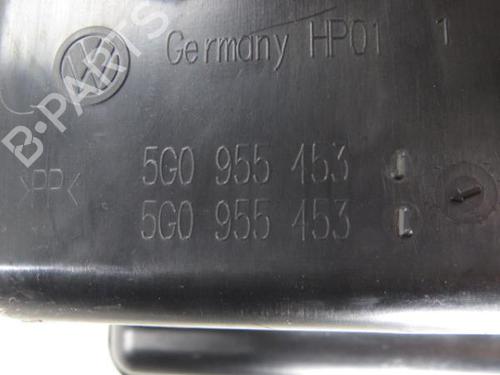 Germany HP01 1
B-PARTS
>PP<
5G0 955 453
5G0 955 453